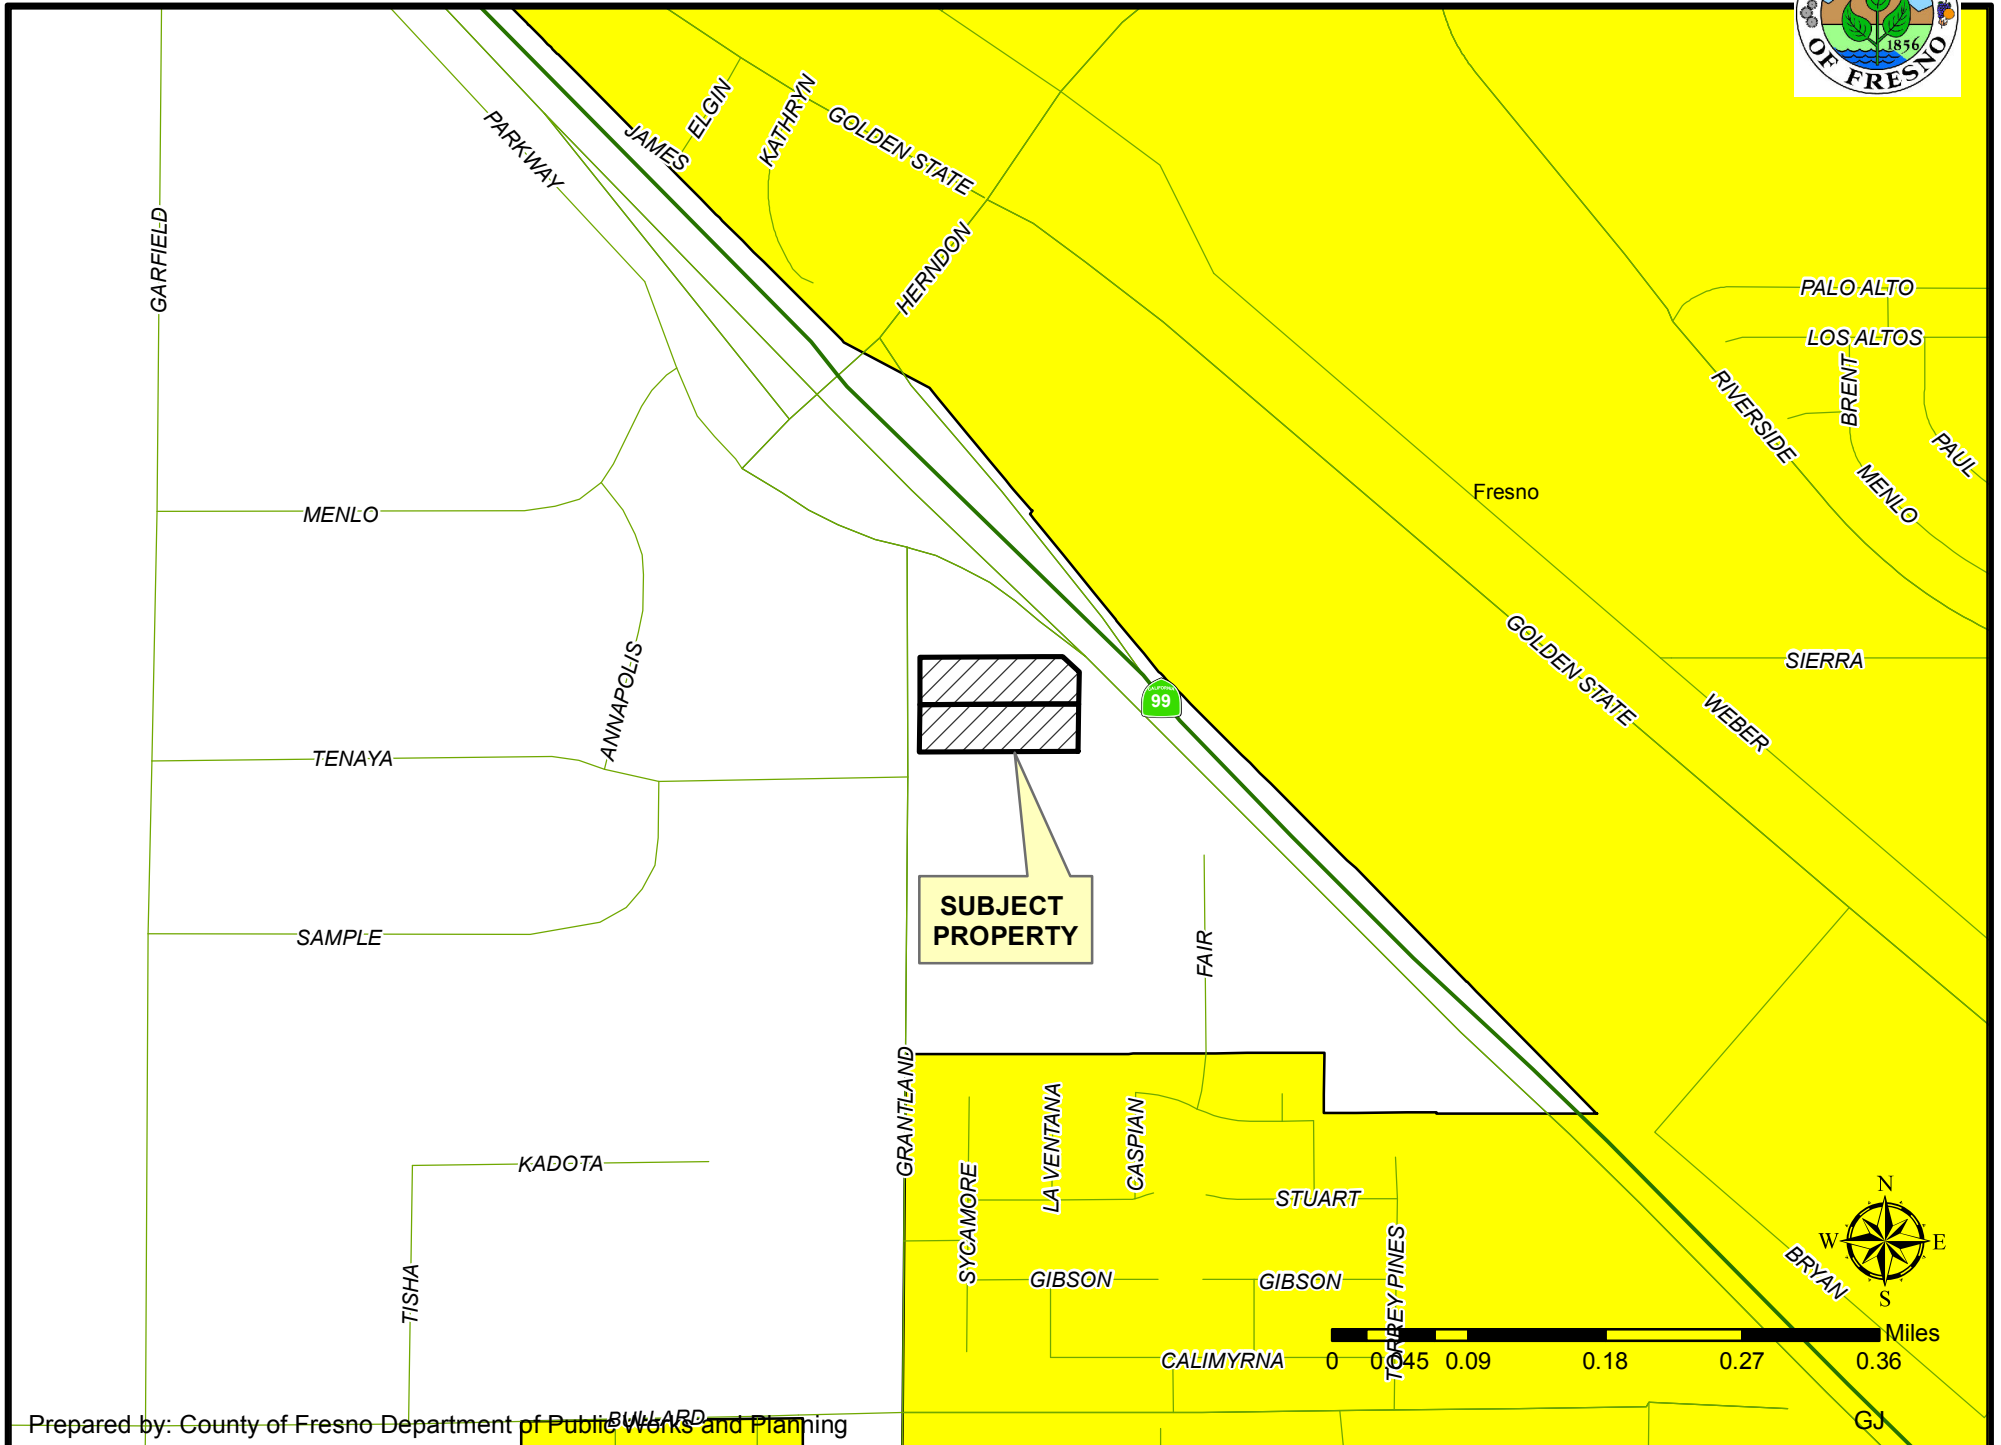 1856
OF FRESNO
ELGIN
KATHRYN
GOLDEN STATE
JAMES
PARKWAY
GARFIELD
HERNDON
PALO ALTO
LOS ALTOS
BRENT
RIVERSIDE
PAUL
MENLO
Fresno
MENLO
ANNAPOLIS
GOLDEN STATE
SIERRA
WEBER
CALIFORNIA
99
TENAYA
SUBJECT
PROPERTY
SAMPLE
FAIR
GRANTLAND
LA VENTANA
CASPIAN
SYCAMORE
KADOTA
STUART
TORREY PINES
TISHA
GIBSON
GIBSON
BRYAN
N
W
E
S
Miles
0 0.045 0.09 0.18 0.27 0.36
CALIMYRNA
BULLARD
Prepared by: County of Fresno Department of Public Works and Planning
GJ